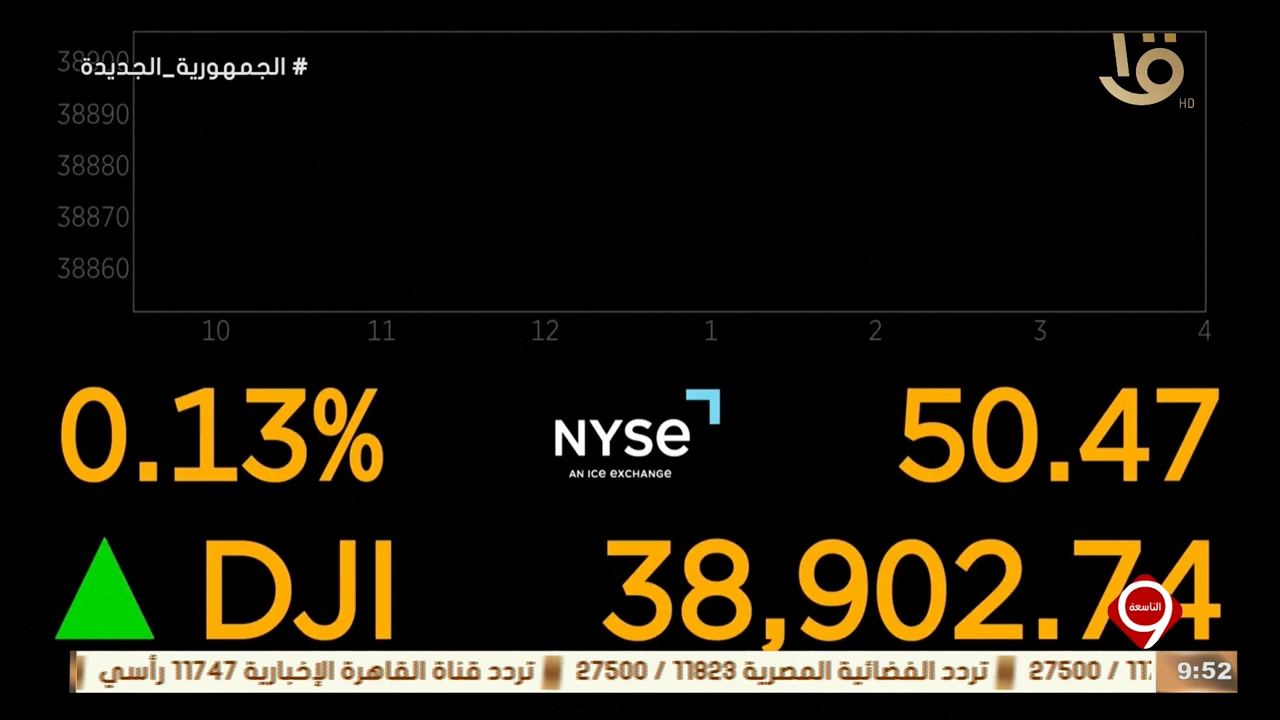 # الجمهورية_الجديدة
HD
38900
38890
38880
38870
38860
10 11 12 1 2 3 4
0.13%
NYSE
AN ICE EXCHANGE
50.47
DJI
38,902.74
التاسعة
9
27500 / 117
تردد الفضائية المصرية 11823 / 27500
تردد قناة القاهرة الإخبارية 11747 رأسي
9:52